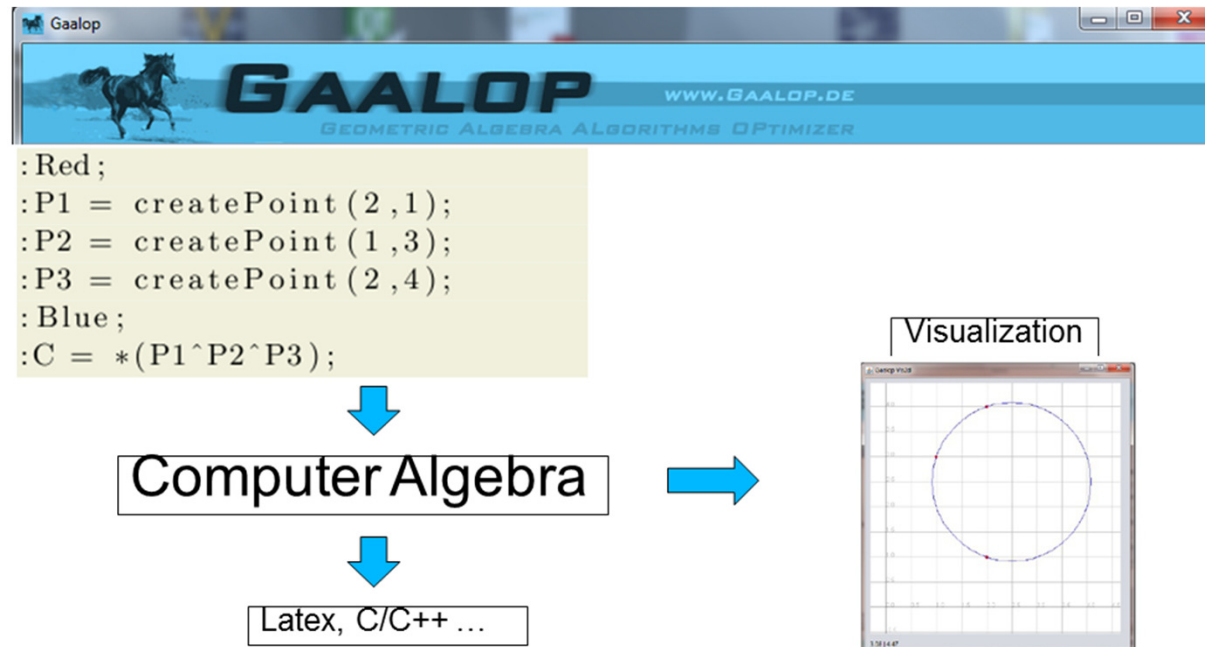 Gaalop
GAALOP
WWW.GAALOP.DE
GEOMETRIC ALGEBRA ALGORITHMS OPTIMIZER
:Red;
:P1 = createPoint(2,1);
:P2 = createPoint(1,3);
:P3 = createPoint(2,4);
:Blue;
:C = *(P1^P2^P3);
Visualization
Computer Algebra
Latex, C/C++ ...